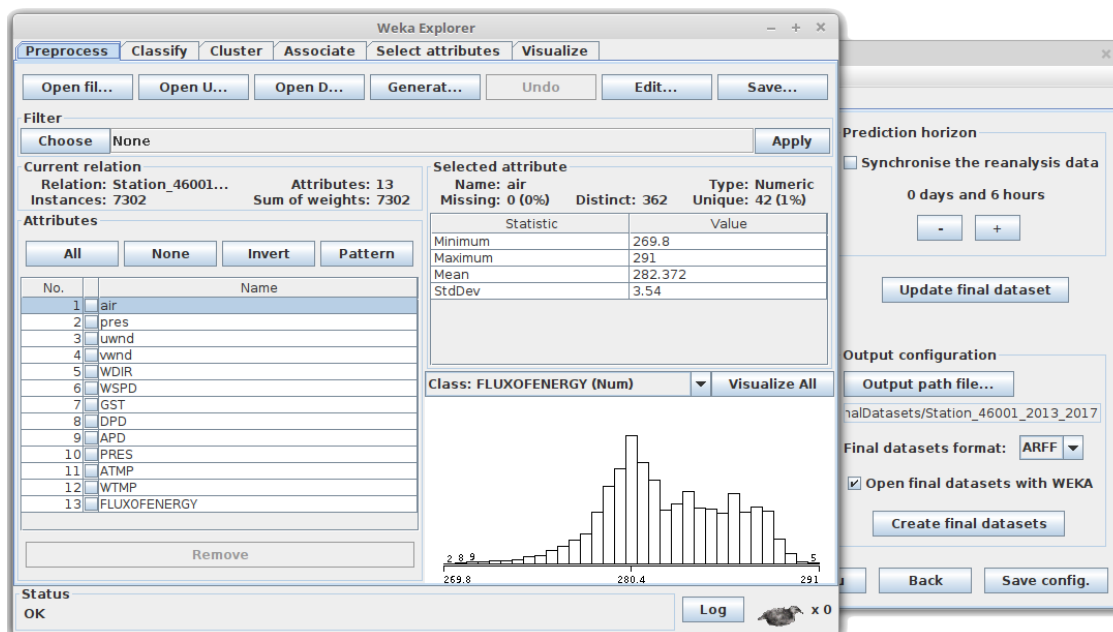 Weka Explorer
Preprocess Classify Cluster Associate Select attributes Visualize
Open fil... Open U... Open D... Generat... Undo Edit... Save...
Filter
Choose None Apply
Current relation
Relation: Station_46001... Attributes: 13
Instances: 7302 Sum of weights: 7302
Attributes
All None Invert Pattern
No. Name
1 air
2 pres
3 uwnd
4 vwnd
5 WDIR
6 WSPD
7 GST
8 DPD
9 APD
10 PRES
11 ATMP
12 WTMP
13 FLUXOFENERGY
Remove
Selected attribute
Name: air Type: Numeric
Missing: 0 (0%) Distinct: 362 Unique: 42 (1%)
Statistic Value
Minimum 269.8
Maximum 291
Mean 282.372
StdDev 3.54
Class: FLUXOFENERGY (Num) Visualize All
2 8 9 5
269.8 280.4 291
Status
OK
Log x 0
Prediction horizon
Synchronise the reanalysis data
0 days and 6 hours
- +
Update final dataset
Output configuration
Output path file...
nalDatasets/Station_46001_2013_2017
Final datasets format: ARFF
Open final datasets with WEKA
Create final datasets
Back Save config.